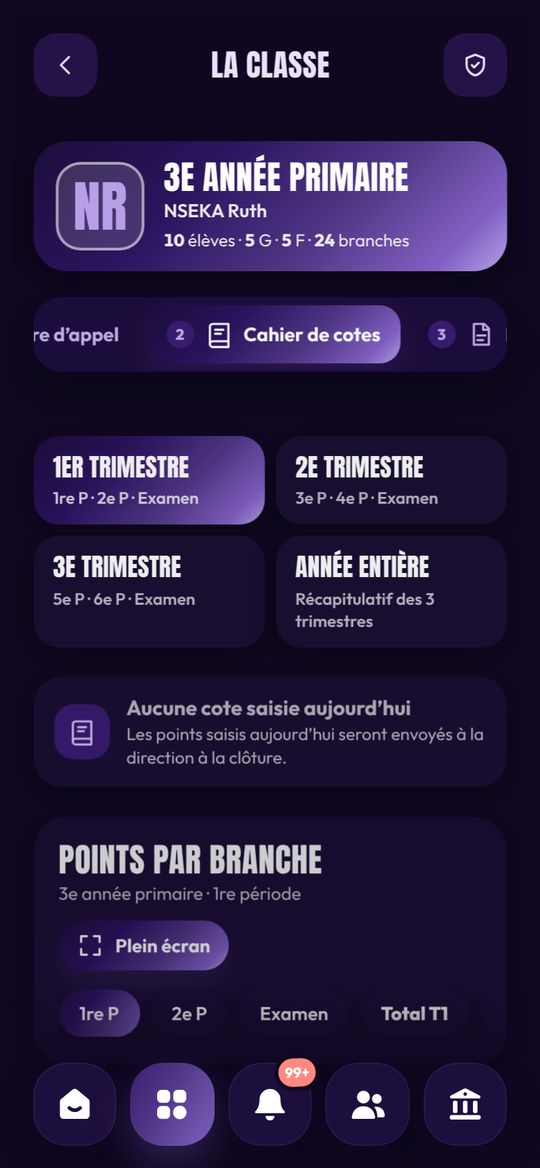 LA CLASSE
NR
3E ANNÉE PRIMAIRE
NSEKA Ruth
10 élèves · 5 G · 5 F · 24 branches
re d’appel
2 Cahier de cotes
3
1ER TRIMESTRE
1re P · 2e P · Examen
2E TRIMESTRE
3e P · 4e P · Examen
3E TRIMESTRE
5e P · 6e P · Examen
ANNÉE ENTIÈRE
Récapitulatif des 3
trimestres
Aucune cote saisie aujourd’hui
Les points saisis aujourd’hui seront envoyés à la
direction à la clôture.
POINTS PAR BRANCHE
3e année primaire · 1re période
Plein écran
1re P 2e P Examen Total T1
99+